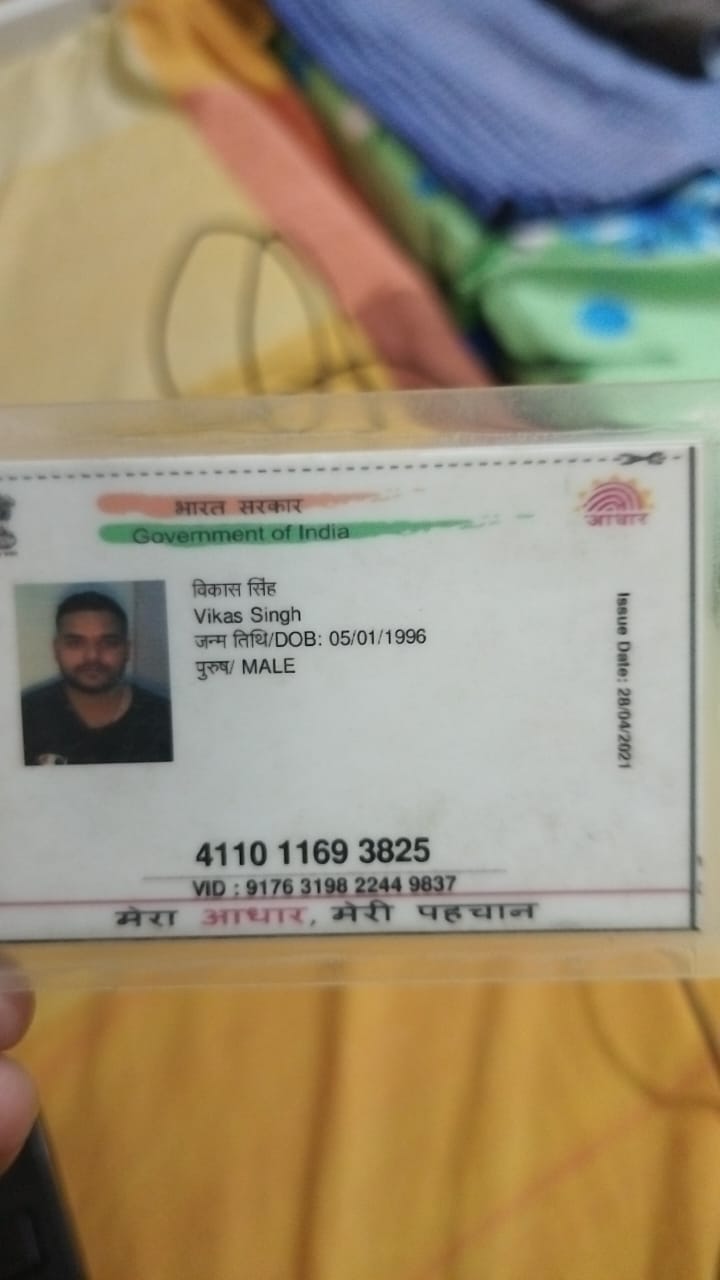 भारत सरकार
Government of India
आधार
विकास सिंह
Vikas Singh
जन्म तिथि/DOB: 05/01/1996
पुरुष/ MALE
Issue Date: 28/04/2021
4110 1169 3825
VID : 9176 3198 2244 9837
मेरा आधार, मेरी पहचान